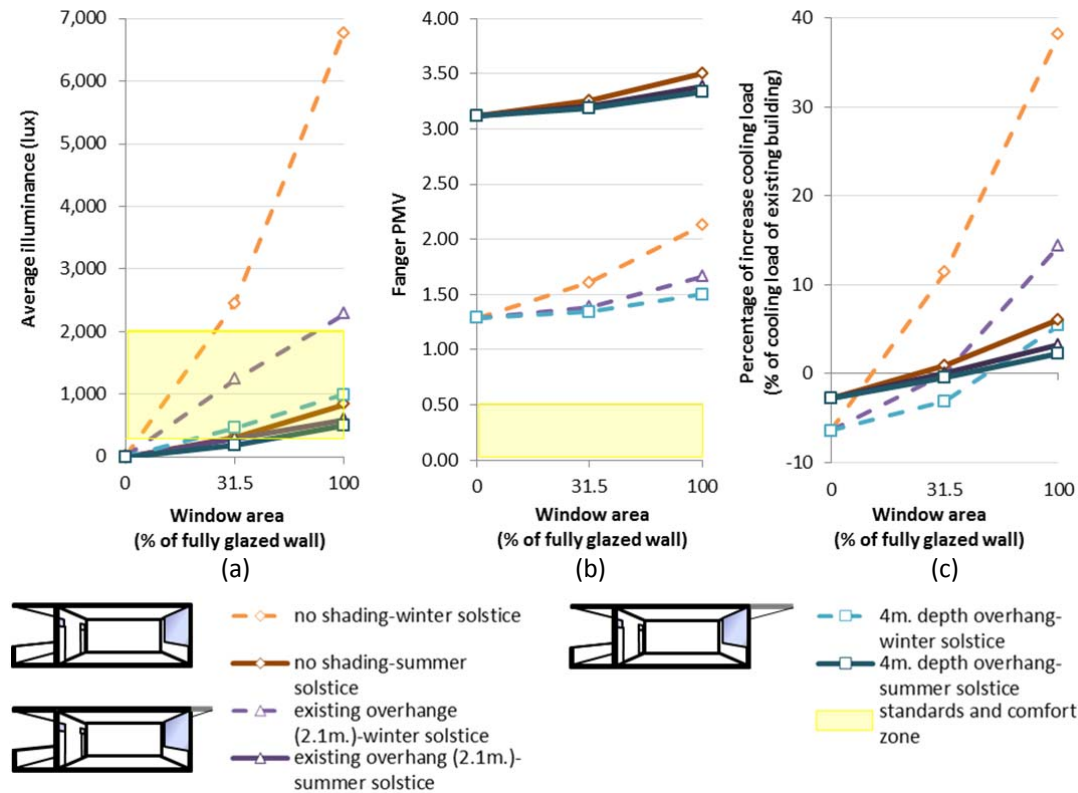 7,000
6,000
5,000
4,000
3,000
2,000
1,000
0
Average illuminance (lux)
0 31.5 100
Window area
(% of fully glazed wall)
(a)
4.00
3.50
3.00
2.50
2.00
1.50
1.00
0.50
0.00
Fanger PMV
0 31.5 100
Window area
(% of fully glazed wall)
(b)
40
30
20
10
0
-10
Percentage of increase cooling load
(% of cooling load of existing building)
0 31.5 100
Window area
(% of fully glazed wall)
(c)
no shading-winter solstice
no shading-summer
solstice
existing overhange
(2.1m.)-winter solstice
existing overhang (2.1m.)-
summer solstice
4m. depth overhang-
winter solstice
4m. depth overhang-
summer solstice
standards and comfort
zone